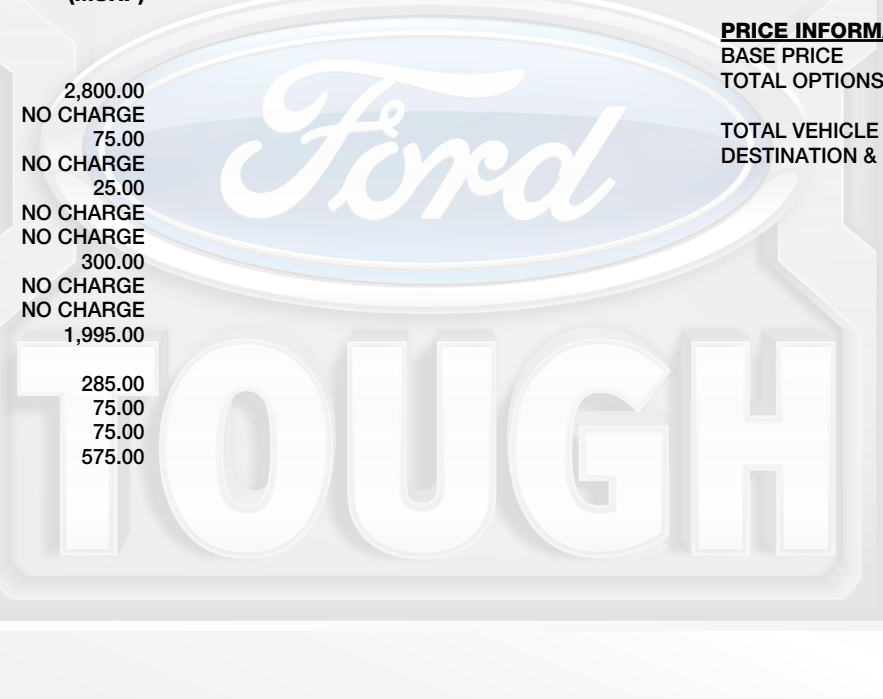 2,800.00
NO CHARGE
75.00
NO CHARGE
25.00
NO CHARGE
NO CHARGE
300.00
NO CHARGE
NO CHARGE
1,995.00
285.00
75.00
75.00
575.00
PRICE INFORM
BASE PRICE
TOTAL OPTIONS
TOTAL VEHICLE
DESTINATION &
Ford
TOUGH